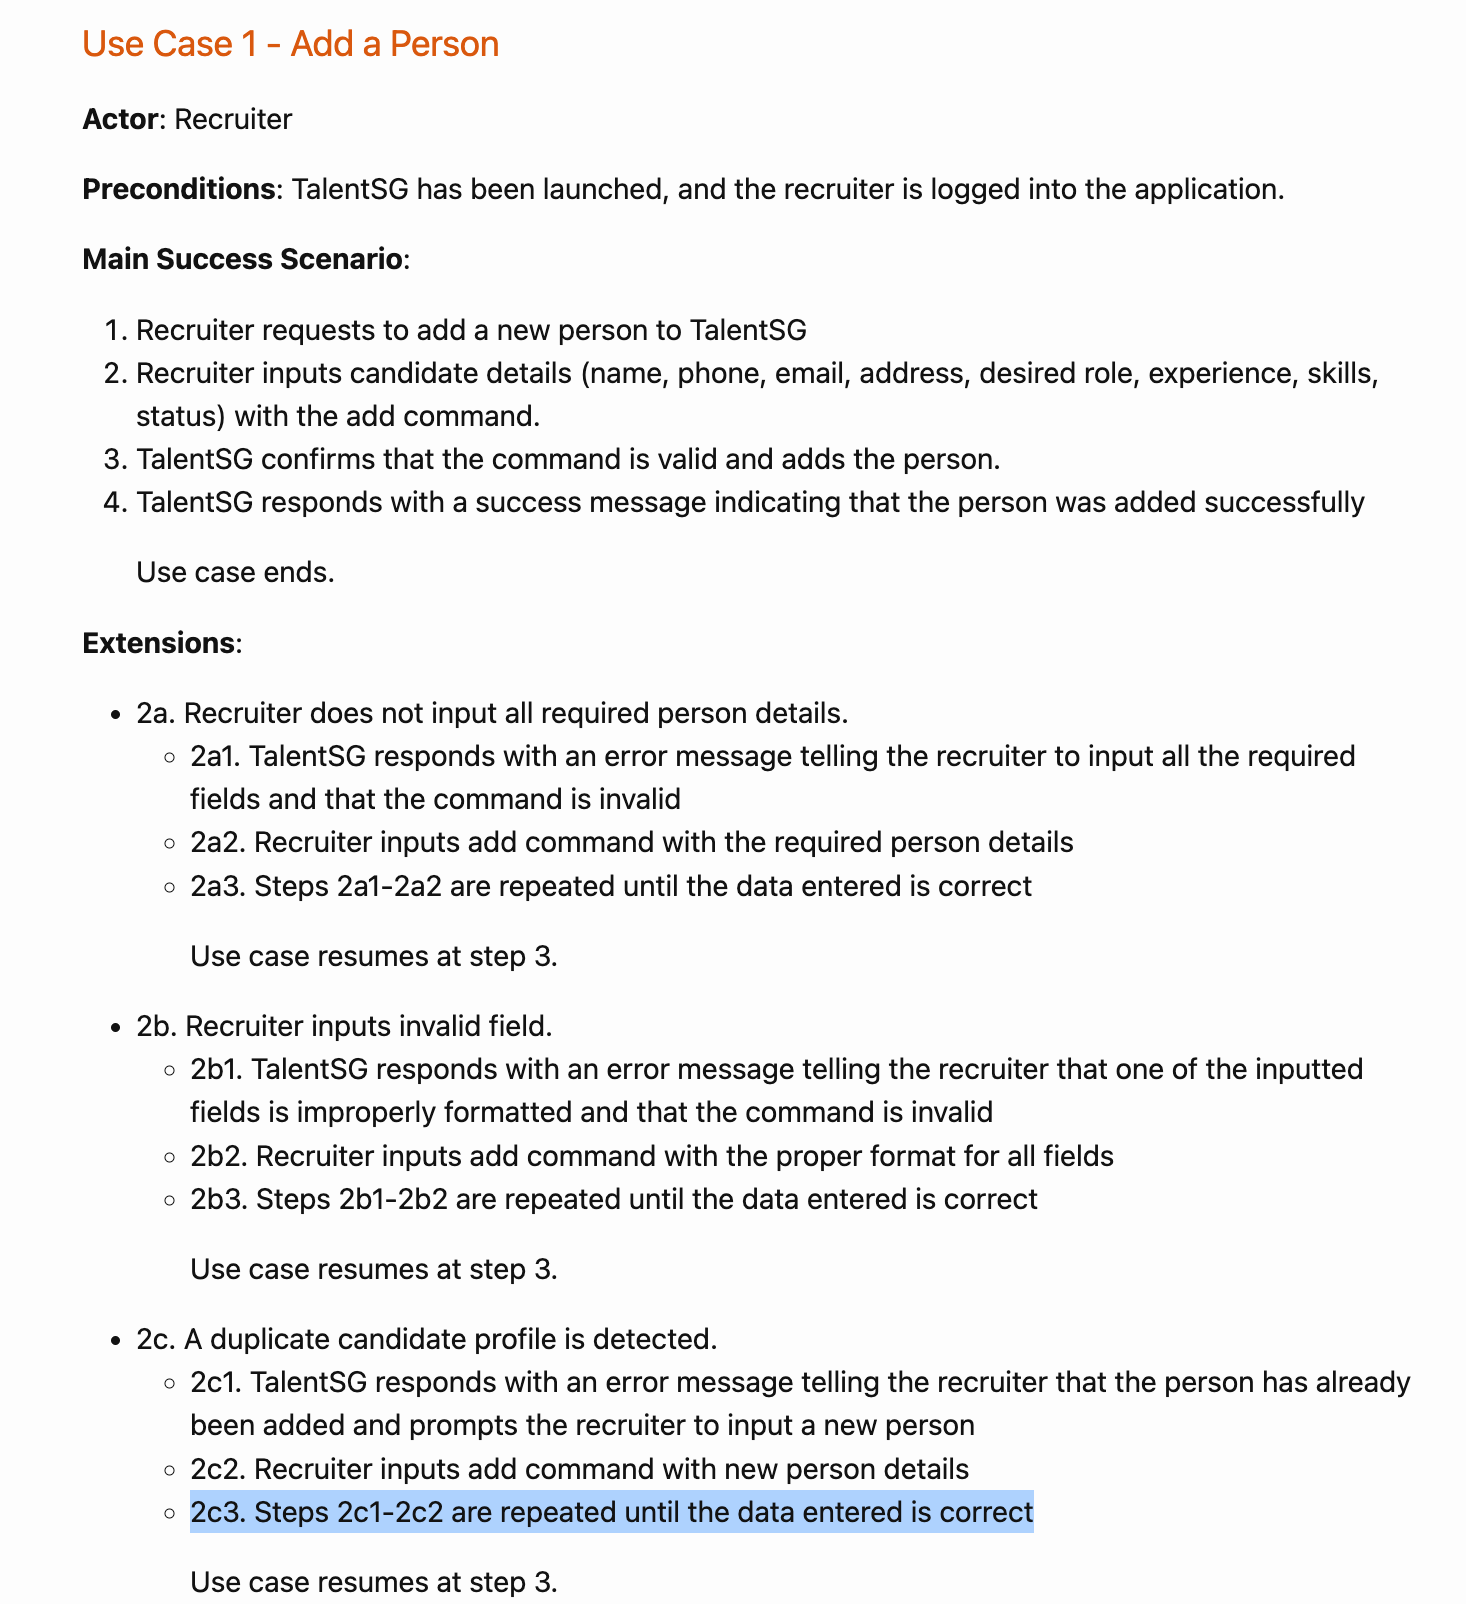 Use Case 1 - Add a Person
Actor: Recruiter
Preconditions: TalentSG has been launched, and the recruiter is logged into the application.
Main Success Scenario:
1. Recruiter requests to add a new person to TalentSG
2. Recruiter inputs candidate details (name, phone, email, address, desired role, experience, skills,
status) with the add command.
3. TalentSG confirms that the command is valid and adds the person.
4. TalentSG responds with a success message indicating that the person was added successfully
Use case ends.
Extensions:
• 2a. Recruiter does not input all required person details.
◦ 2a1. TalentSG responds with an error message telling the recruiter to input all the required
fields and that the command is invalid
◦ 2a2. Recruiter inputs add command with the required person details
◦ 2a3. Steps 2a1-2a2 are repeated until the data entered is correct
Use case resumes at step 3.
• 2b. Recruiter inputs invalid field.
◦ 2b1. TalentSG responds with an error message telling the recruiter that one of the inputted
fields is improperly formatted and that the command is invalid
◦ 2b2. Recruiter inputs add command with the proper format for all fields
◦ 2b3. Steps 2b1-2b2 are repeated until the data entered is correct
Use case resumes at step 3.
• 2c. A duplicate candidate profile is detected.
◦ 2c1. TalentSG responds with an error message telling the recruiter that the person has already
been added and prompts the recruiter to input a new person
◦ 2c2. Recruiter inputs add command with new person details
◦ 2c3. Steps 2c1-2c2 are repeated until the data entered is correct
Use case resumes at step 3.